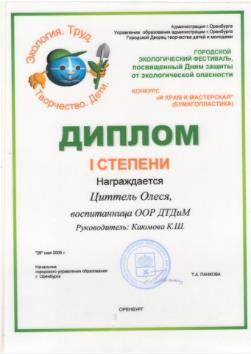 Экология. Труд.
Творчество. Дети.
Администрация г.Оренбурга
Управление образования администрации г.Оренбурга
Городской Дворец творчества детей и молодежи
ГОРОДСКОЙ
ЭКОЛОГИЧЕСКИЙ ФЕСТИВАЛЬ,
посвященный Дням защиты
от экологической опасности
КОНКУРС
«И ХРАМ И МАСТЕРСКАЯ»
(БУМАГОПЛАСТИКА)
ДИПЛОМ
I СТЕПЕНИ
Награждается
Циттель Олеся,
воспитанница ООР ДТДиМ
Руководитель: Каюмова К.Ш.
мая 2009 г.
Начальник
городского управления образования
г. Оренбурга
Т.А. ПАНКОВА
ОРЕНБУРГ